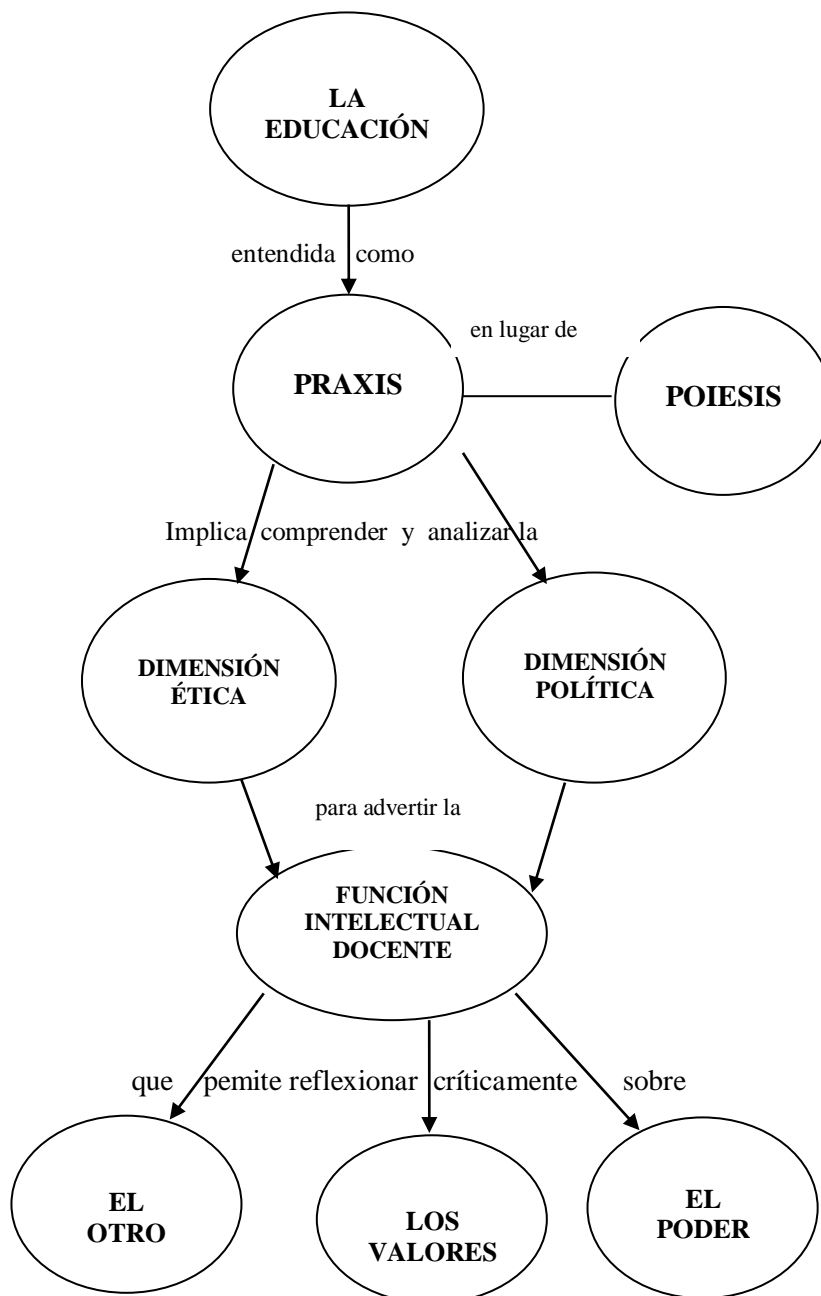 LA
EDUCACIÓN
entendida como
en lugar de
PRAXIS
POIESIS
Implica comprender y analizar la
DIMENSIÓN
ÉTICA
DIMENSIÓN
POLÍTICA
para advertir la
FUNCIÓN
INTELECTUAL
DOCENTE
que pemite reflexionar críticamente sobre
EL
OTRO
LOS
VALORES
EL
PODER